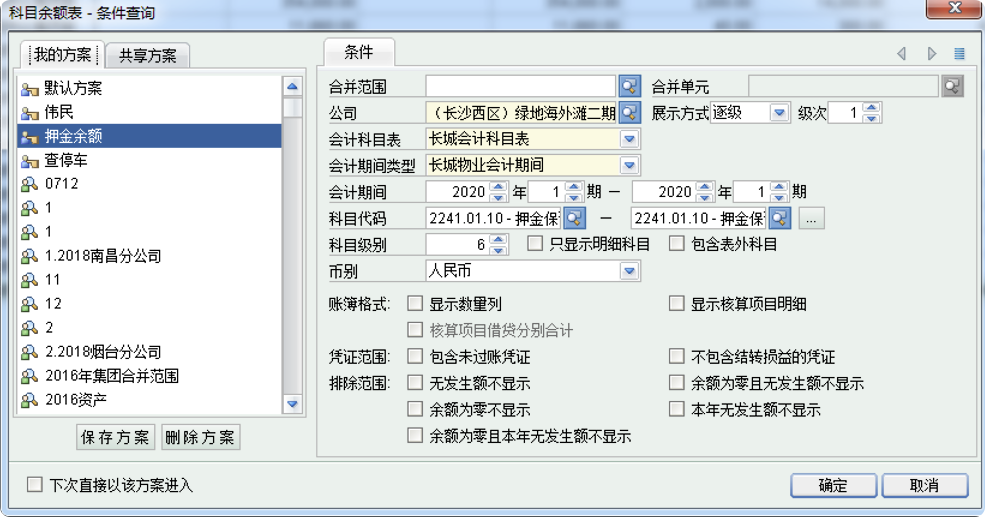 科目余额表 - 条件查询
我的方案 共享方案
默认方案
伟民
押金余额
查停车
0712
1
1
1.2018南昌分公司
11
12
2
2.2018烟台分公司
2016年集团合并范围
2016资产
保存方案 删除方案
条件
合并范围 合并单元
公司 （长沙西区）绿地海外滩二期 展示方式 逐级 级次 1
会计科目表 长城会计科目表
会计期间类型 长城物业会计期间
会计期间 2020 年 1 期 — 2020 年 1 期
科目代码 2241.01.10 - 押金保 — 2241.01.10 - 押金保 ...
科目级别 6 只显示明细科目 包含表外科目
币别 人民币
账簿格式: 显示数量列 显示核算项目明细
核算项目借贷分别合计
凭证范围: 包含未过账凭证 不包含结转损益的凭证
排除范围: 无发生额不显示 余额为零且无发生额不显示
余额为零不显示 本年无发生额不显示
余额为零且本年无发生额不显示
下次直接以该方案进入 确定 取消